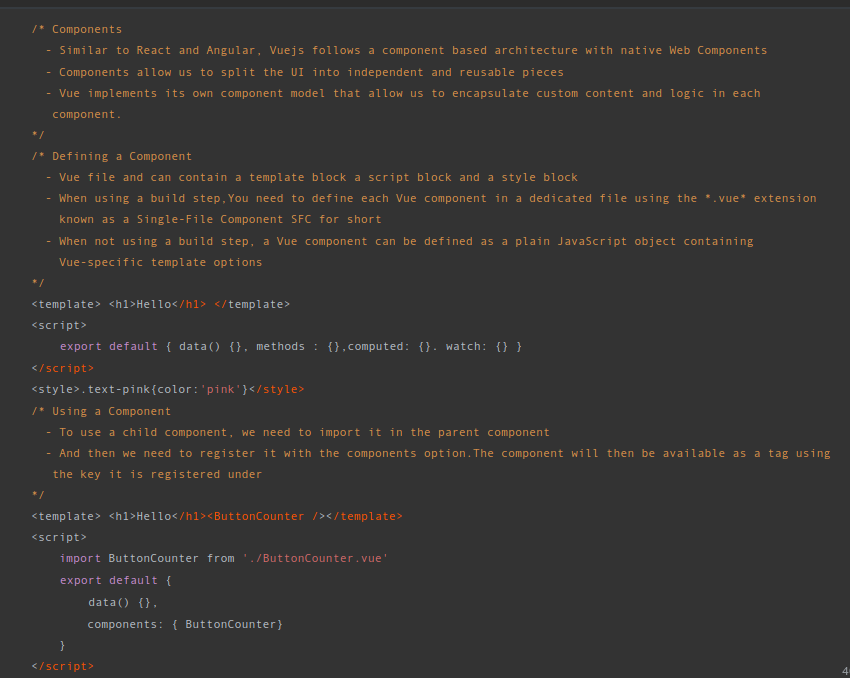 /* Components
- Similar to React and Angular, Vuejs follows a component based architecture with native Web Components
- Components allow us to split the UI into independent and reusable pieces
- Vue implements its own component model that allow us to encapsulate custom content and logic in each
component.
*/
/* Defining a Component
- Vue file and can contain a template block a script block and a style block
- When using a build step,You need to define each Vue component in a dedicated file using the *.vue* extension
known as a Single-File Component SFC for short
- When not using a build step, a Vue component can be defined as a plain JavaScript object containing
Vue-specific template options
*/
<template> <h1>Hello</h1> </template>
<script>
export default { data() {}, methods : {},computed: {}. watch: {} }
</script>
<style>.text-pink{color:'pink'}</style>
/* Using a Component
- To use a child component, we need to import it in the parent component
- And then we need to register it with the components option.The component will then be available as a tag using
the key it is registered under
*/
<template> <h1>Hello</h1><ButtonCounter /></template>
<script>
import ButtonCounter from './ButtonCounter.vue'
export default {
data() {},
components: { ButtonCounter}
}
</script>